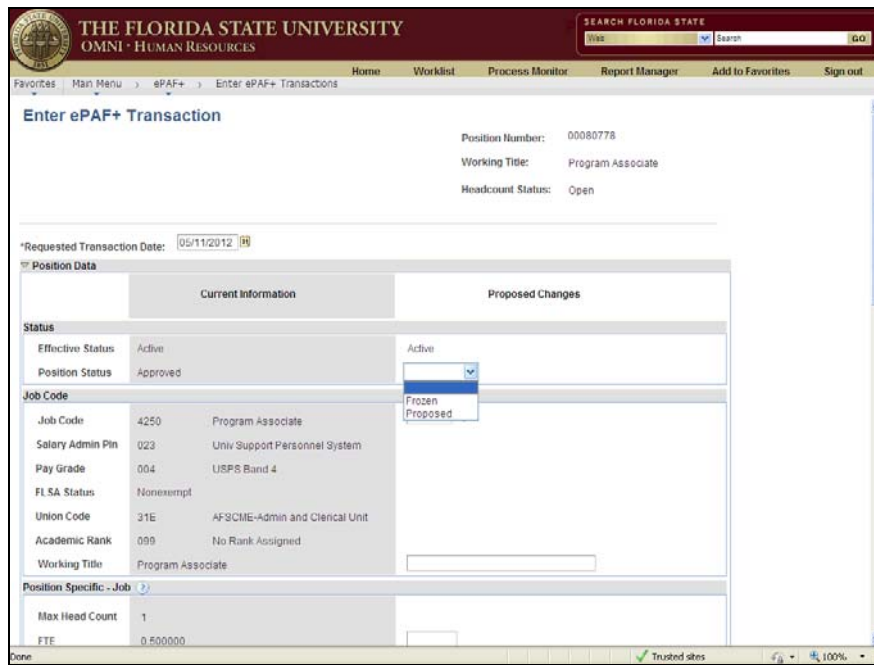 THE FLORIDA STATE UNIVERSITY
OMNI · HUMAN RESOURCES
SEARCH FLORIDA STATE
Web Search GO
Home Worklist Process Monitor Report Manager Add to Favorites Sign out
Favorites Main Menu > ePAF+ > Enter ePAF+ Transactions
Enter ePAF+ Transaction
Position Number: 00080778
Working Title: Program Associate
Headcount Status: Open
*Requested Transaction Date: 05/11/2012
Position Data
Current Information Proposed Changes
Status
Effective Status Active Active
Position Status Approved
Frozen
Proposed
Job Code
Job Code 4250 Program Associate
Salary Admin Pln 023 Univ Support Personnel System
Pay Grade 004 USPS Band 4
FLSA Status Nonexempt
Union Code 31E AFSCME-Admin and Clerical Unit
Academic Rank 099 No Rank Assigned
Working Title Program Associate
Position Specific - Job
Max Head Count 1
FTE 0.500000
Done Trusted sites 100%